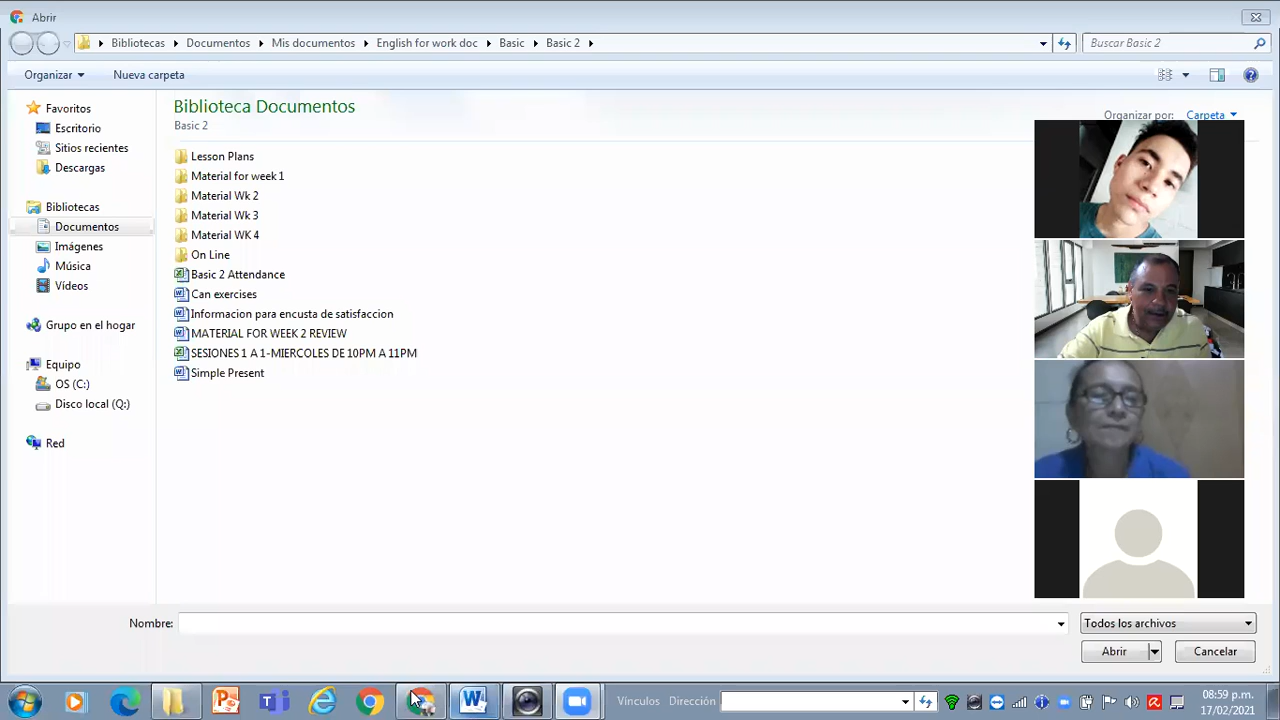 Abrir
Bibliotecas
Documentos
Mis documentos
English for work doc
Basic
Basic 2
Buscar Basic 2
Organizar
Nueva carpeta
Favoritos
Escritorio
Sitios recientes
Descargas
Bibliotecas
Documentos
Imágenes
Música
Vídeos
Grupo en el hogar
Equipo
OS (C:)
Disco local (Q:)
Red
Biblioteca Documentos
Basic 2
Organizar por:
Carpeta
Lesson Plans
Material for week 1
Material Wk 2
Material Wk 3
Material WK 4
On Line
Basic 2 Attendance
Can exercises
Informacion para encusta de satisfaccion
MATERIAL FOR WEEK 2 REVIEW
SESIONES 1 A 1-MIERCOLES DE 10PM A 11PM
Simple Present
Nombre:
Todos los archivos
Abrir
Cancelar
Vínculos
Dirección
08:59 p.m.
17/02/2021